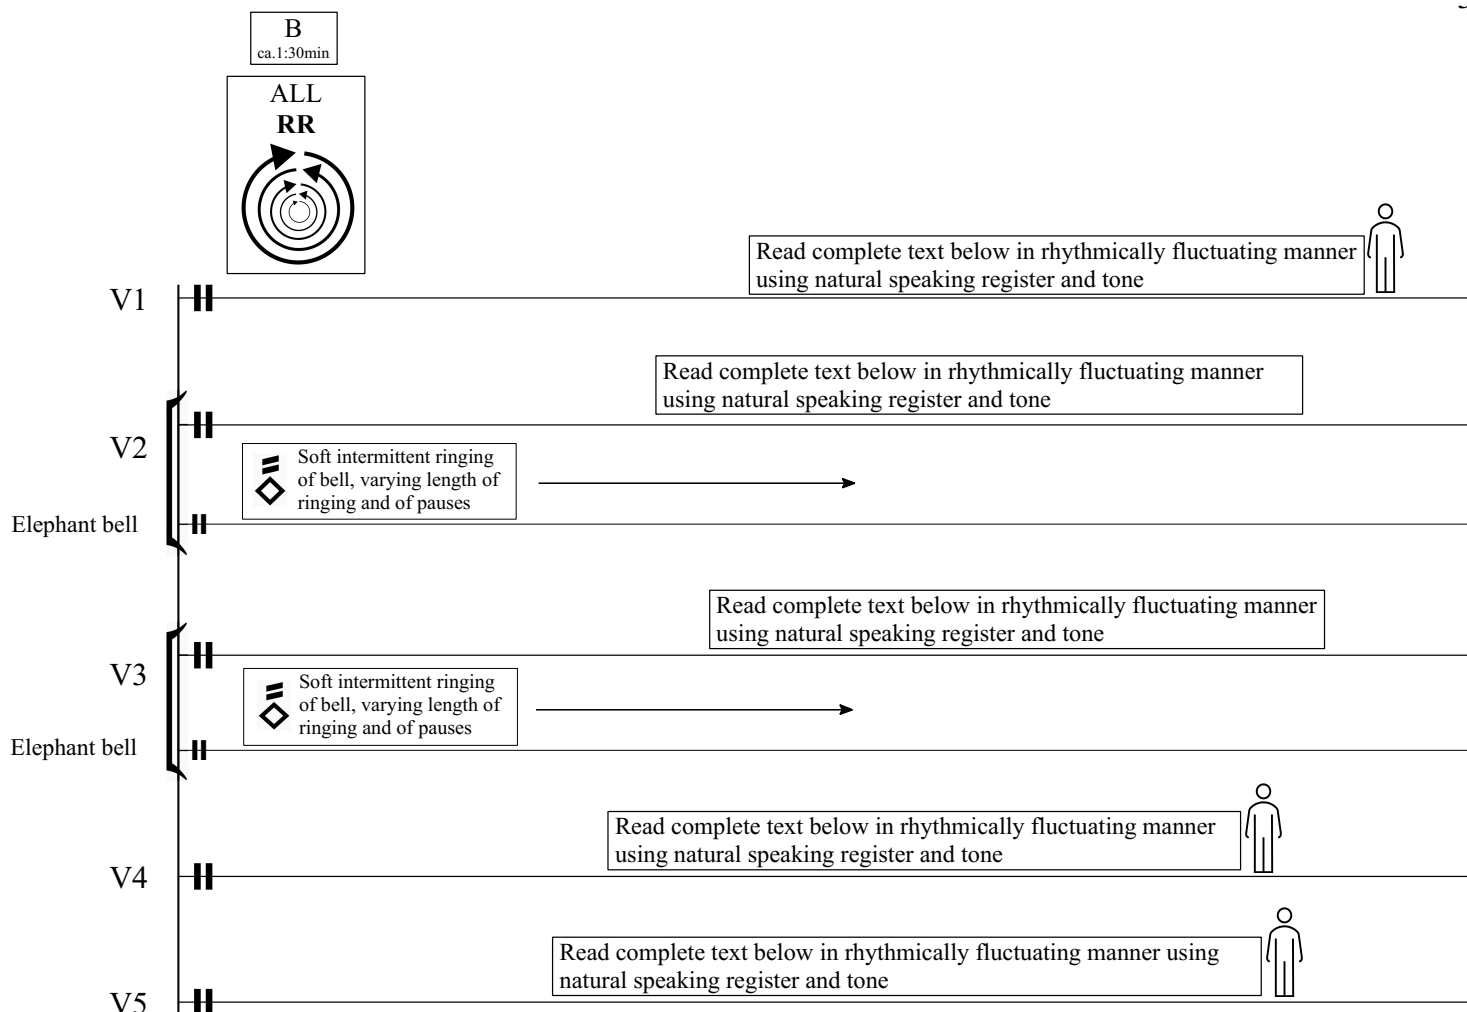 B
ca.1:30min
ALL
RR
Read complete text below in rhythmically fluctuating manner
using natural speaking register and tone
V1
Read complete text below in rhythmically fluctuating manner
using natural speaking register and tone
V2
Soft intermittent ringing
of bell, varying length of
ringing and of pauses
Elephant bell
Read complete text below in rhythmically fluctuating manner
using natural speaking register and tone
V3
Soft intermittent ringing
of bell, varying length of
ringing and of pauses
Elephant bell
Read complete text below in rhythmically fluctuating manner
using natural speaking register and tone
V4
Read complete text below in rhythmically fluctuating manner using
natural speaking register and tone
V5